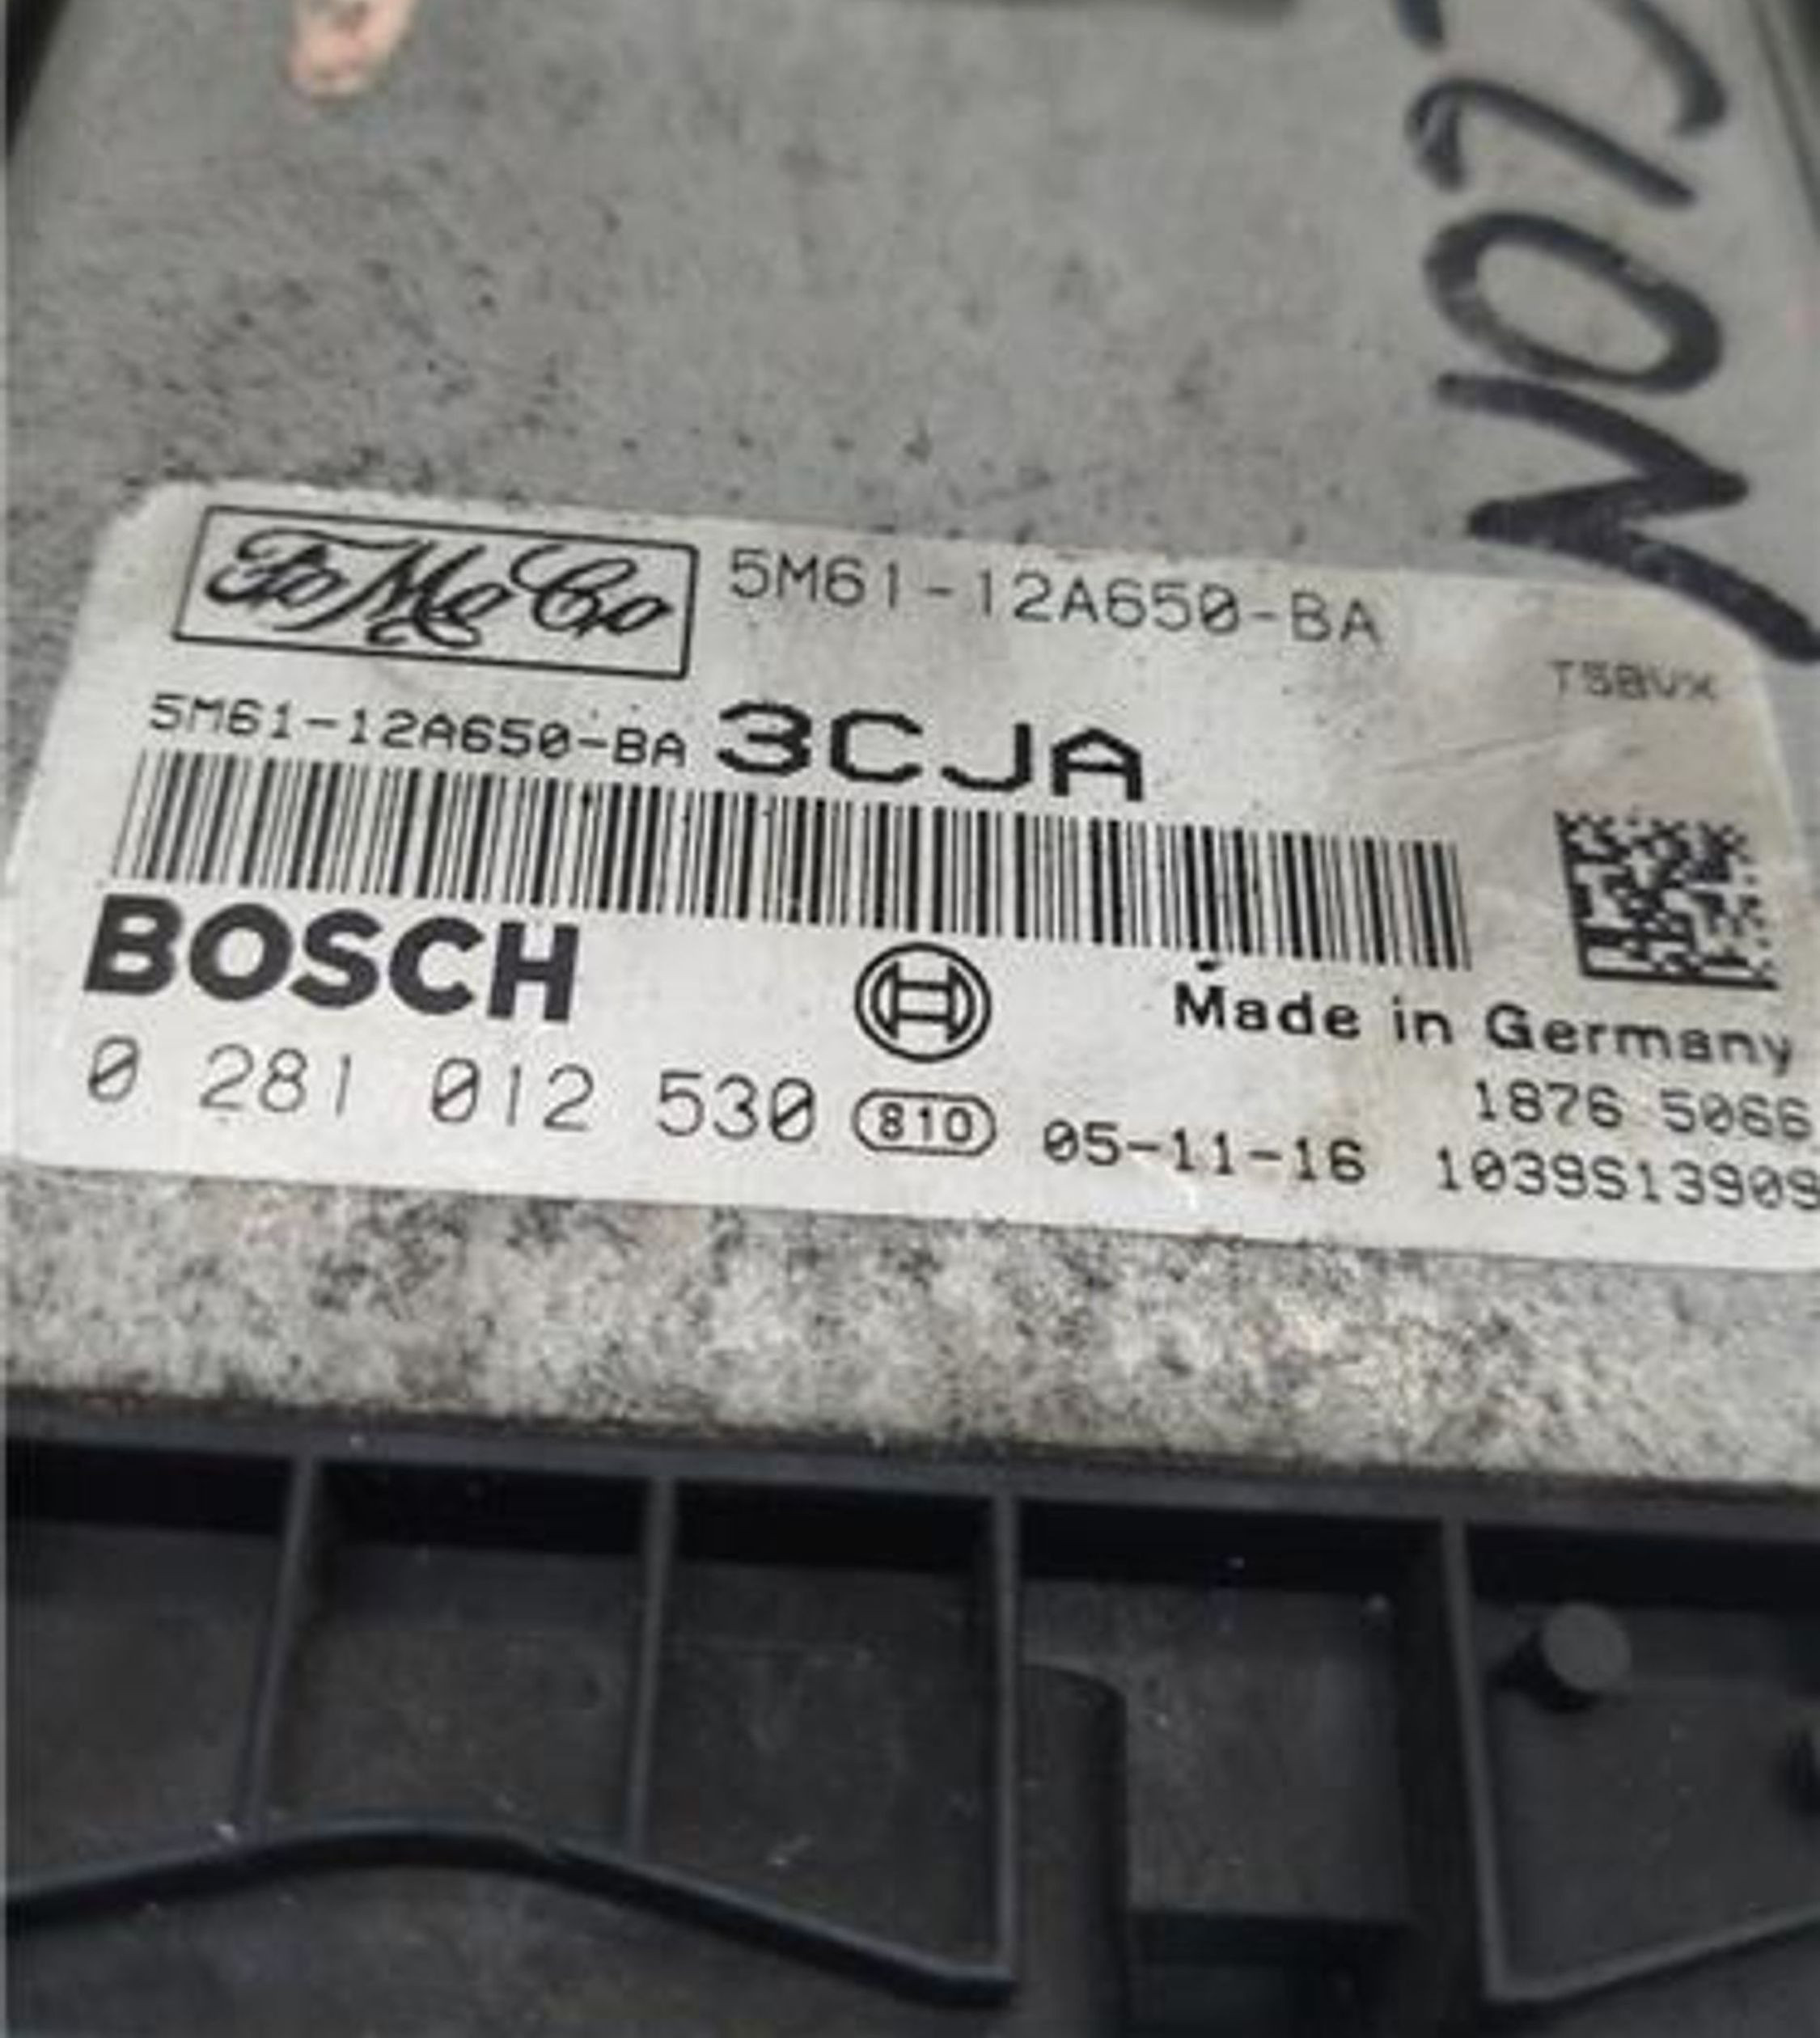 FoMoCo 5M61-12A650-BA
T5BVX
5M61-12A650-BA 3CJA
BOSCH
Made in Germany
0 281 012 530 810 05-11-16
1876 5066
1039S13909